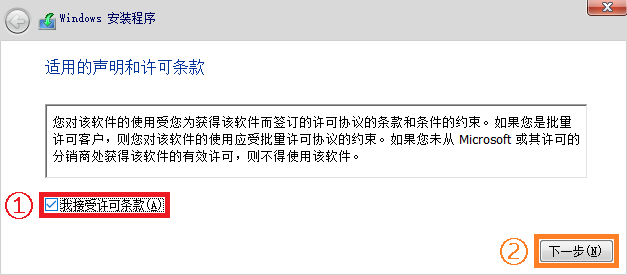 Windows 安装程序
适用的声明和许可条款
您对该软件的使用受您为获得该软件而签订的许可协议的条款和条件的约束。如果您是批量
许可客户，则您对该软件的使用应受批量许可协议的约束。如果您未从 Microsoft 或其许可的
分销商处获得该软件的有效许可，则不得使用该软件。
① 我接受许可条款(A)
② 下一步(N)